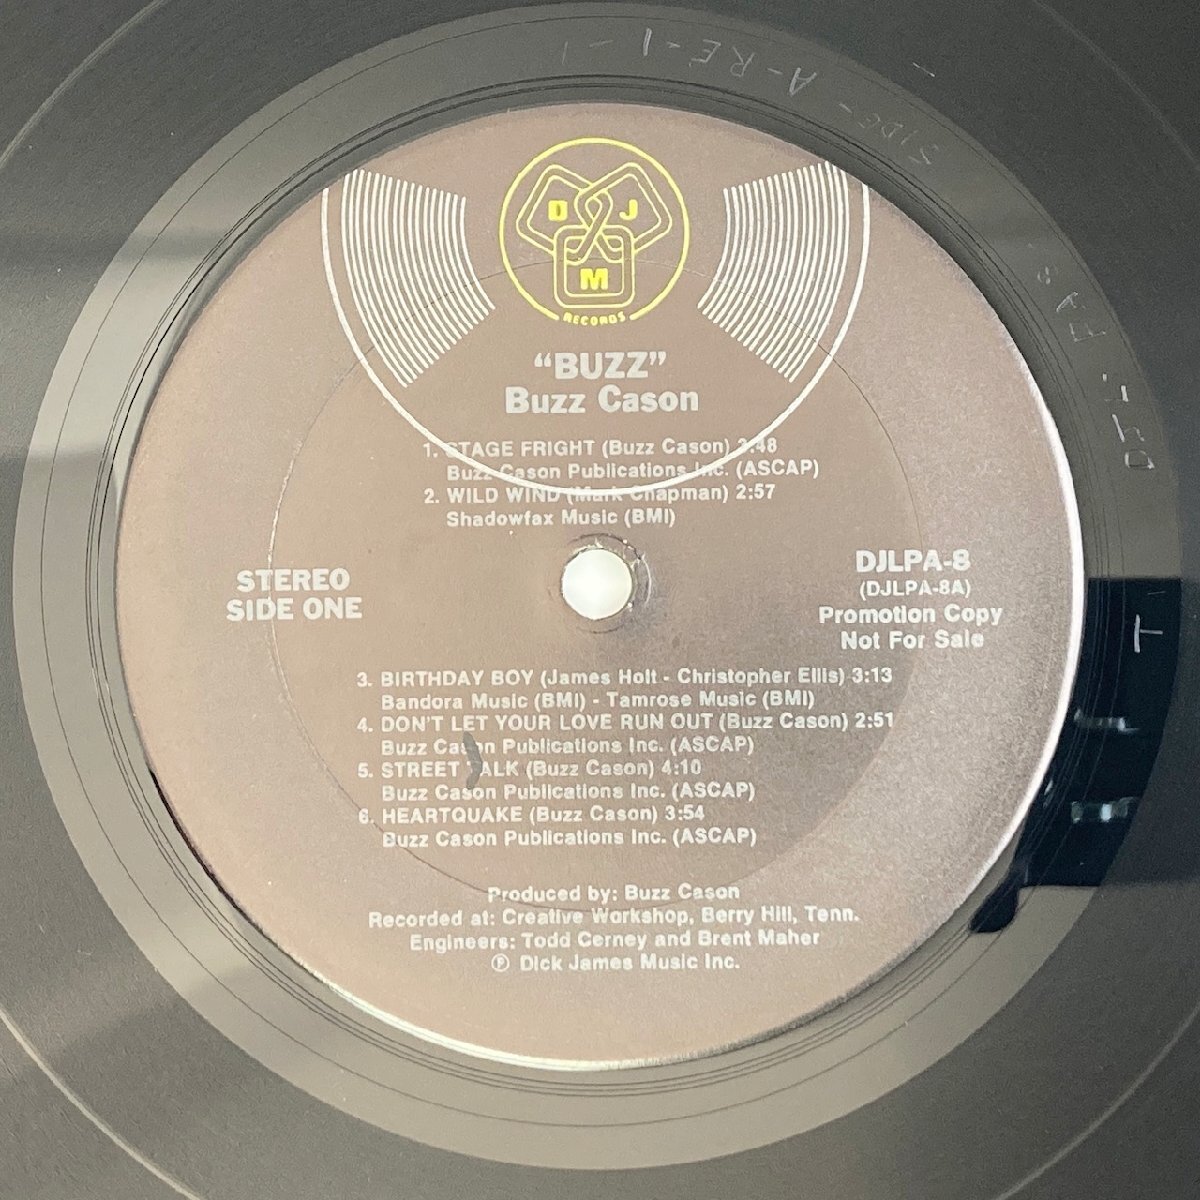 SIDE-A-RE-1-1
D J
M
RECORDS
“BUZZ”
Buzz Cason
1. STAGE FRIGHT (Buzz Cason) 3:48
Buzz Cason Publications Inc. (ASCAP)
2. WILD WIND (Mark Chapman) 2:57
Shadowfax Music (BMI)
STEREO
SIDE ONE
DJLPA-8
(DJLPA-8A)
Promotion Copy
Not For Sale
3. BIRTHDAY BOY (James Holt - Christopher Ellis) 3:13
Bandora Music (BMI) - Tamrose Music (BMI)
4. DON'T LET YOUR LOVE RUN OUT (Buzz Cason) 2:51
Buzz Cason Publications Inc. (ASCAP)
5. STREET TALK (Buzz Cason) 4:10
Buzz Cason Publications Inc. (ASCAP)
6. HEARTQUAKE (Buzz Cason) 3:54
Buzz Cason Publications Inc. (ASCAP)
Produced by: Buzz Cason
Recorded at: Creative Workshop, Berry Hill, Tenn.
Engineers: Todd Cerney and Brent Maher
Ⓟ Dick James Music Inc.